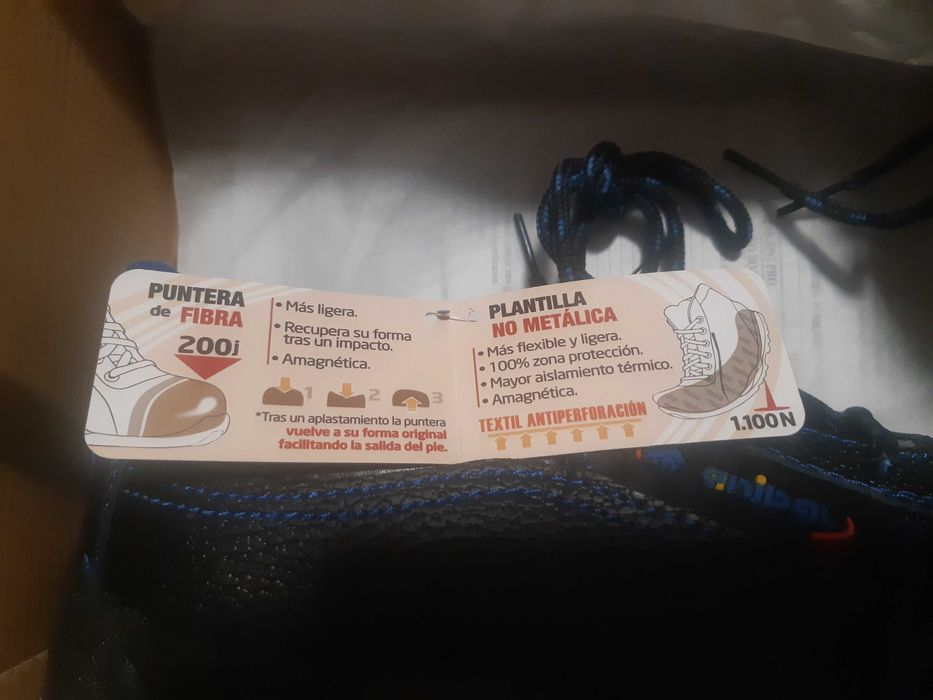 PUNTERA
de FIBRA
200j
• Más ligera.
• Recupera su forma
tras un impacto.
• Amagnética.
1 2 3
*Tras un aplastamiento la puntera
vuelve a su forma original
facilitando la salida del pie.
PLANTILLA
NO METÁLICA
• Más flexible y ligera.
• 100% zona protección.
• Mayor aislamiento térmico.
• Amagnética.
TEXTIL ANTIPERFORACIÓN
1.100 N